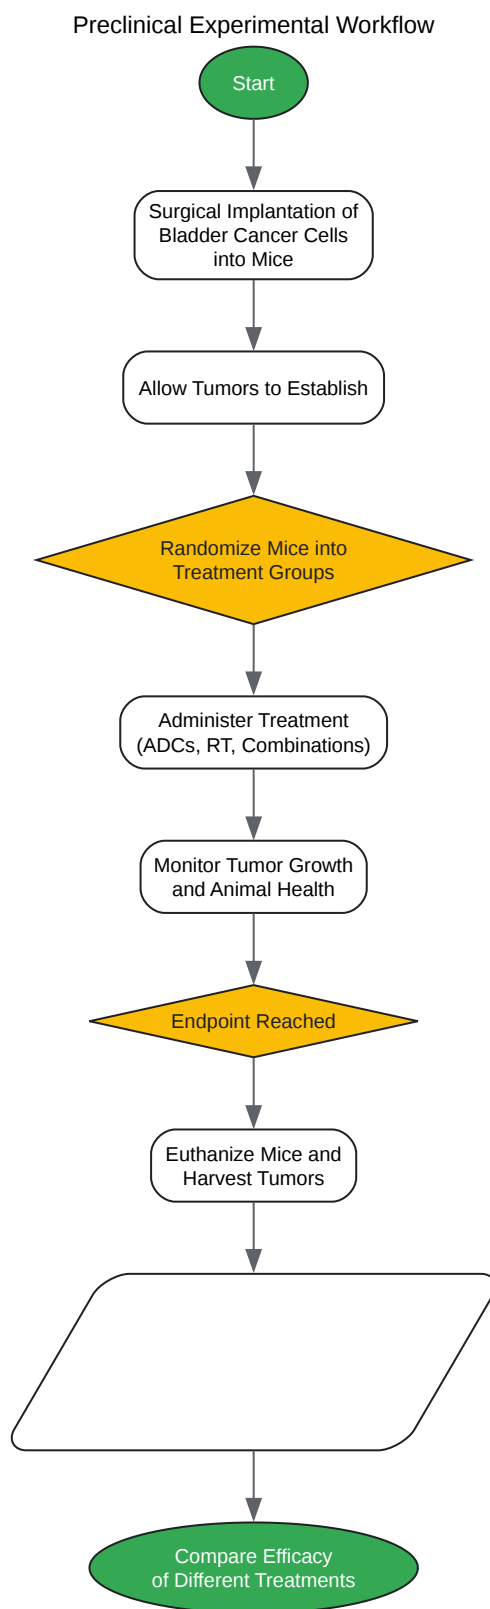 Preclinical Experimental Workflow
Start
Surgical Implantation of
Bladder Cancer Cells
into Mice
Allow Tumors to Establish
Randomize Mice into
Treatment Groups
Administer Treatment
(ADCs, RT, Combinations)
Monitor Tumor Growth
and Animal Health
Endpoint Reached
Euthanize Mice and
Harvest Tumors
Compare Efficacy
of Different Treatments